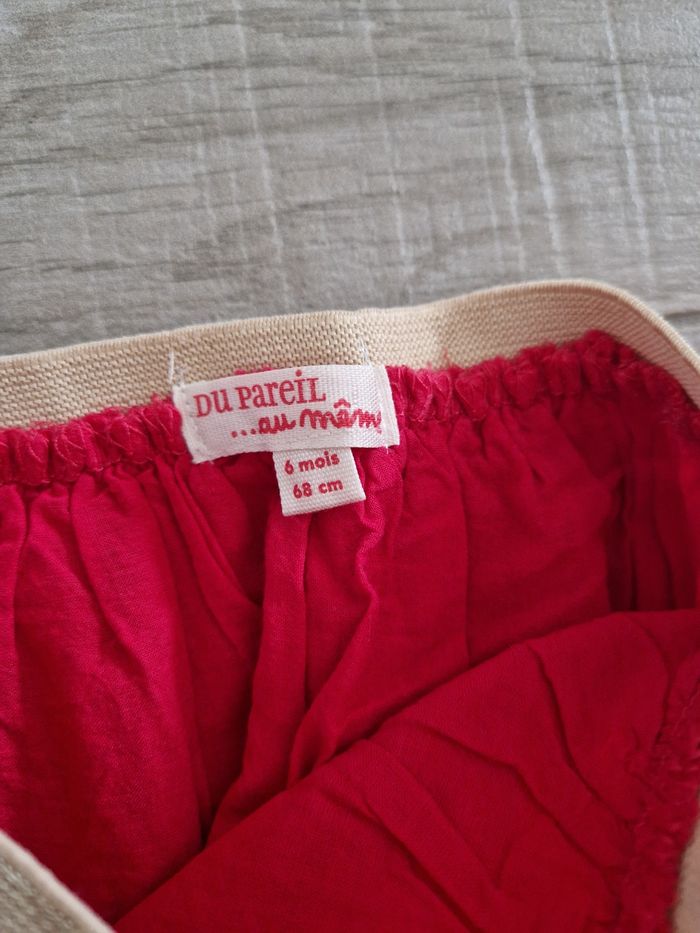 DU PAREIL
...au même
6 mois
68 cm